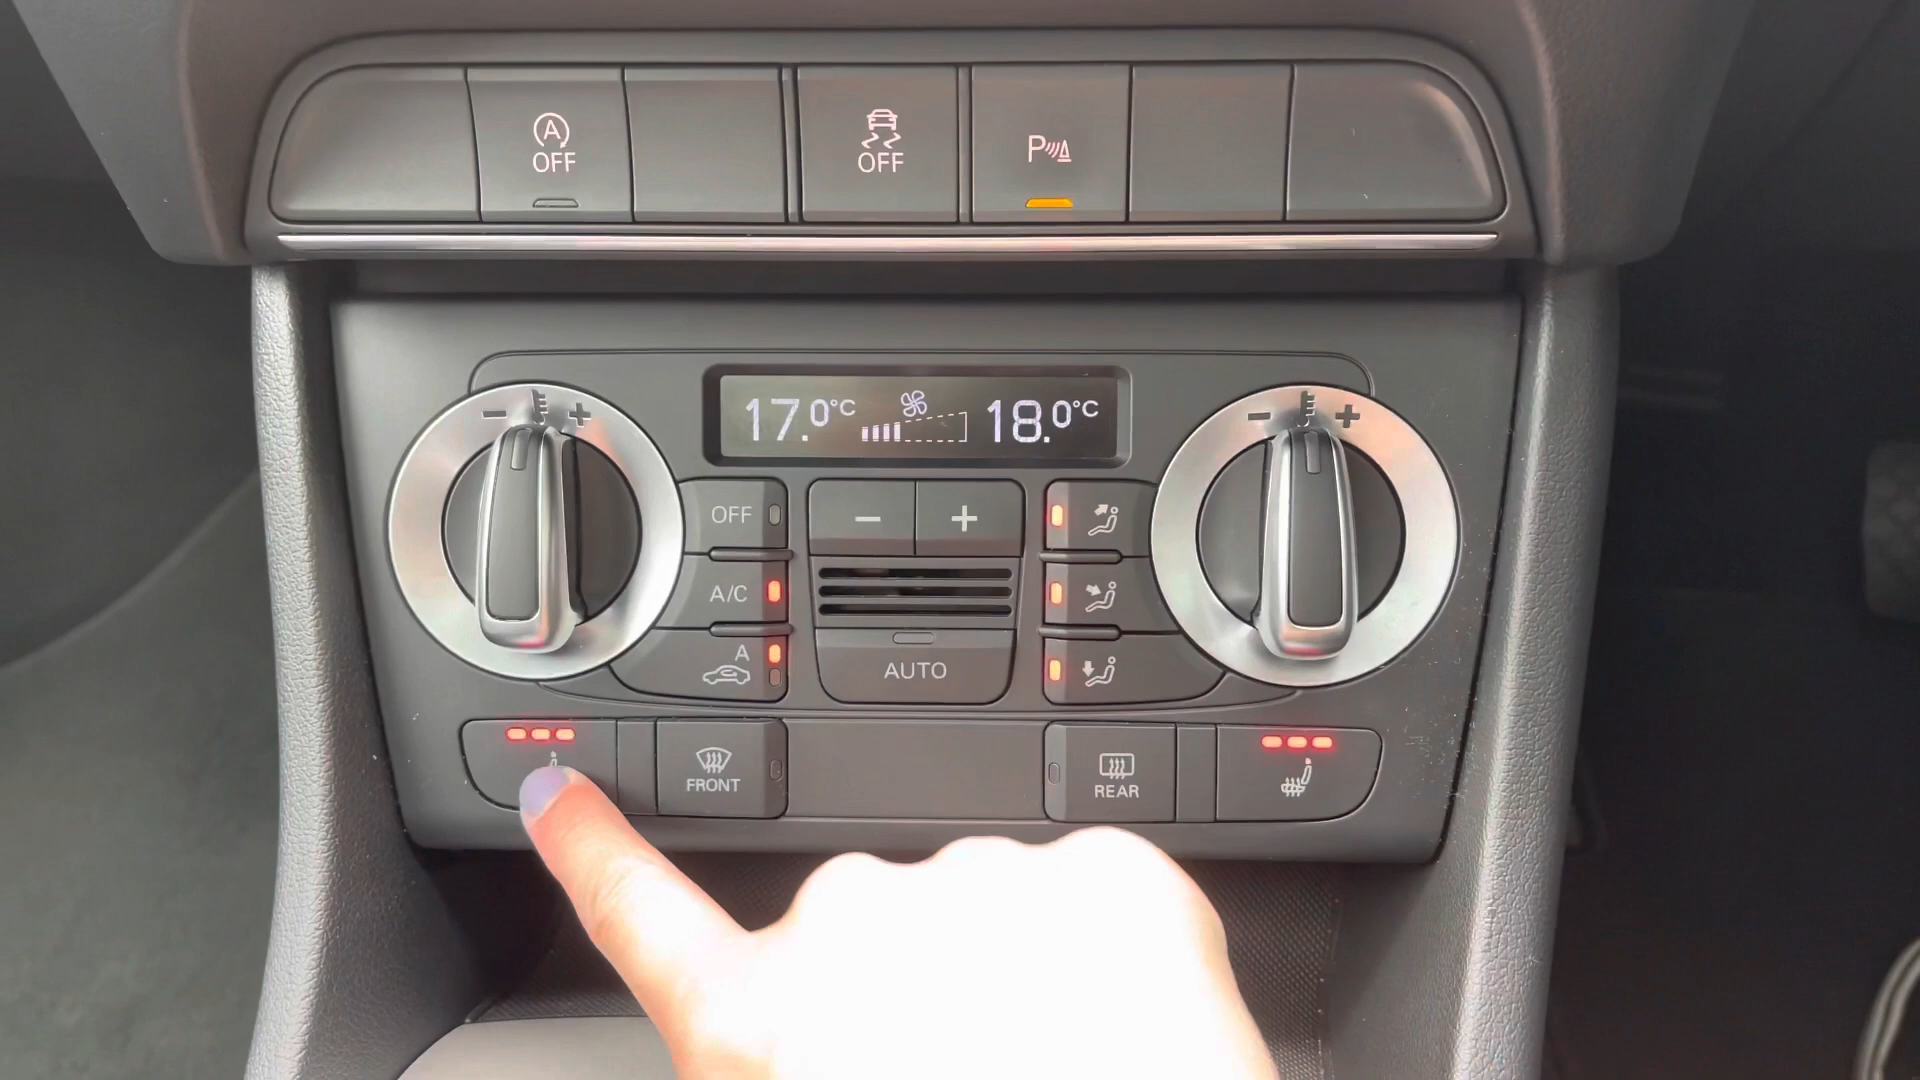 A
OFF
OFF
P
- +
17.0°C 18.0°C
- +
OFF
- +
A/C
A
AUTO
FRONT
REAR